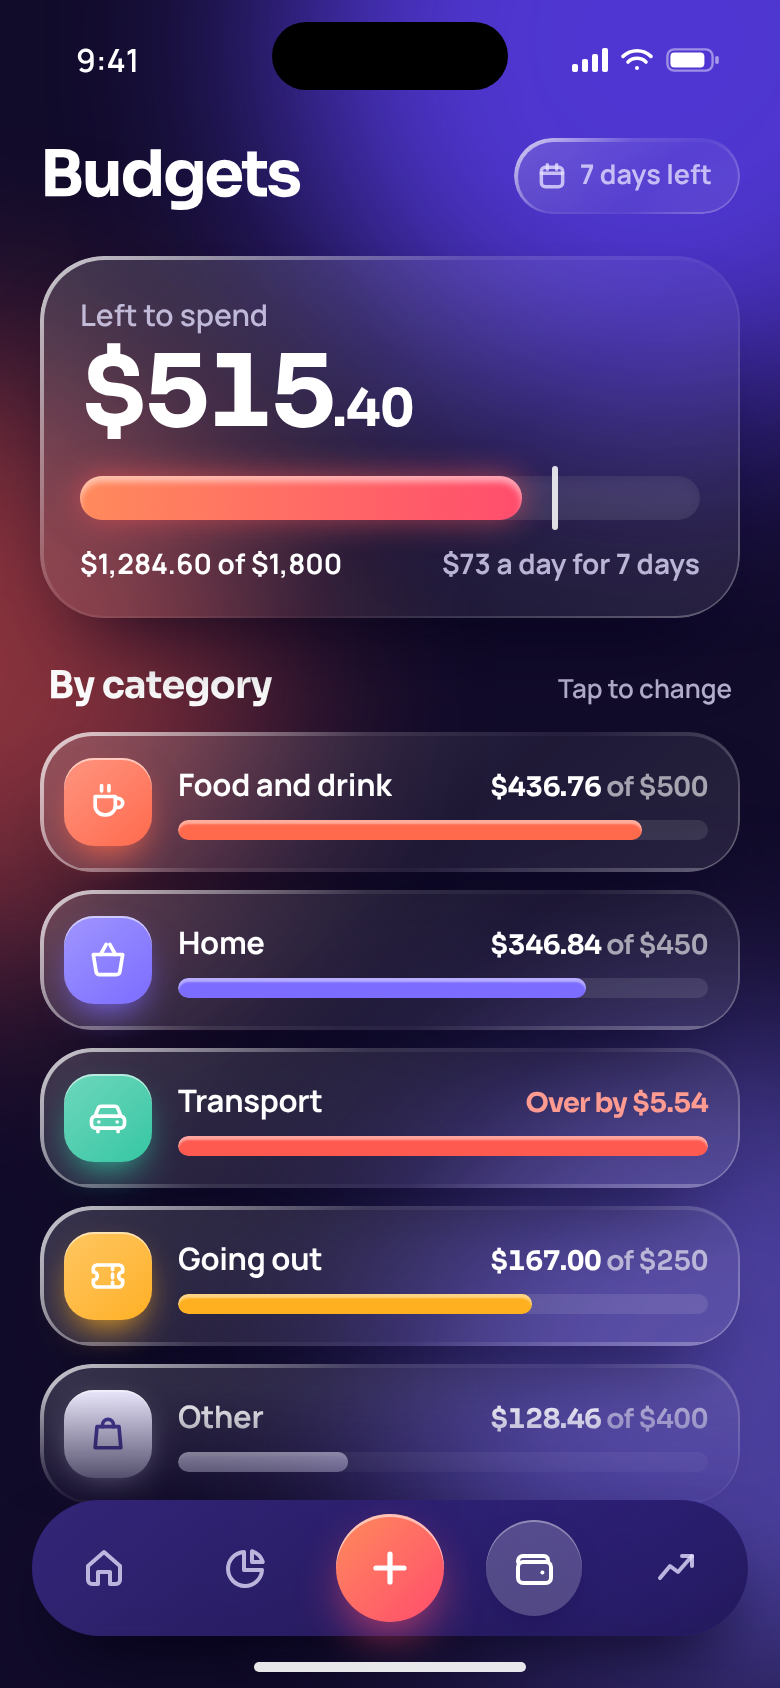 9:41
Budgets
7 days left
Left to spend
$515.40
$1,284.60 of $1,800
$73 a day for 7 days
By category
Tap to change
Food and drink
$436.76 of $500
Home
$346.84 of $450
Transport
Over by $5.54
Going out
$167.00 of $250
Other
$128.46 of $400